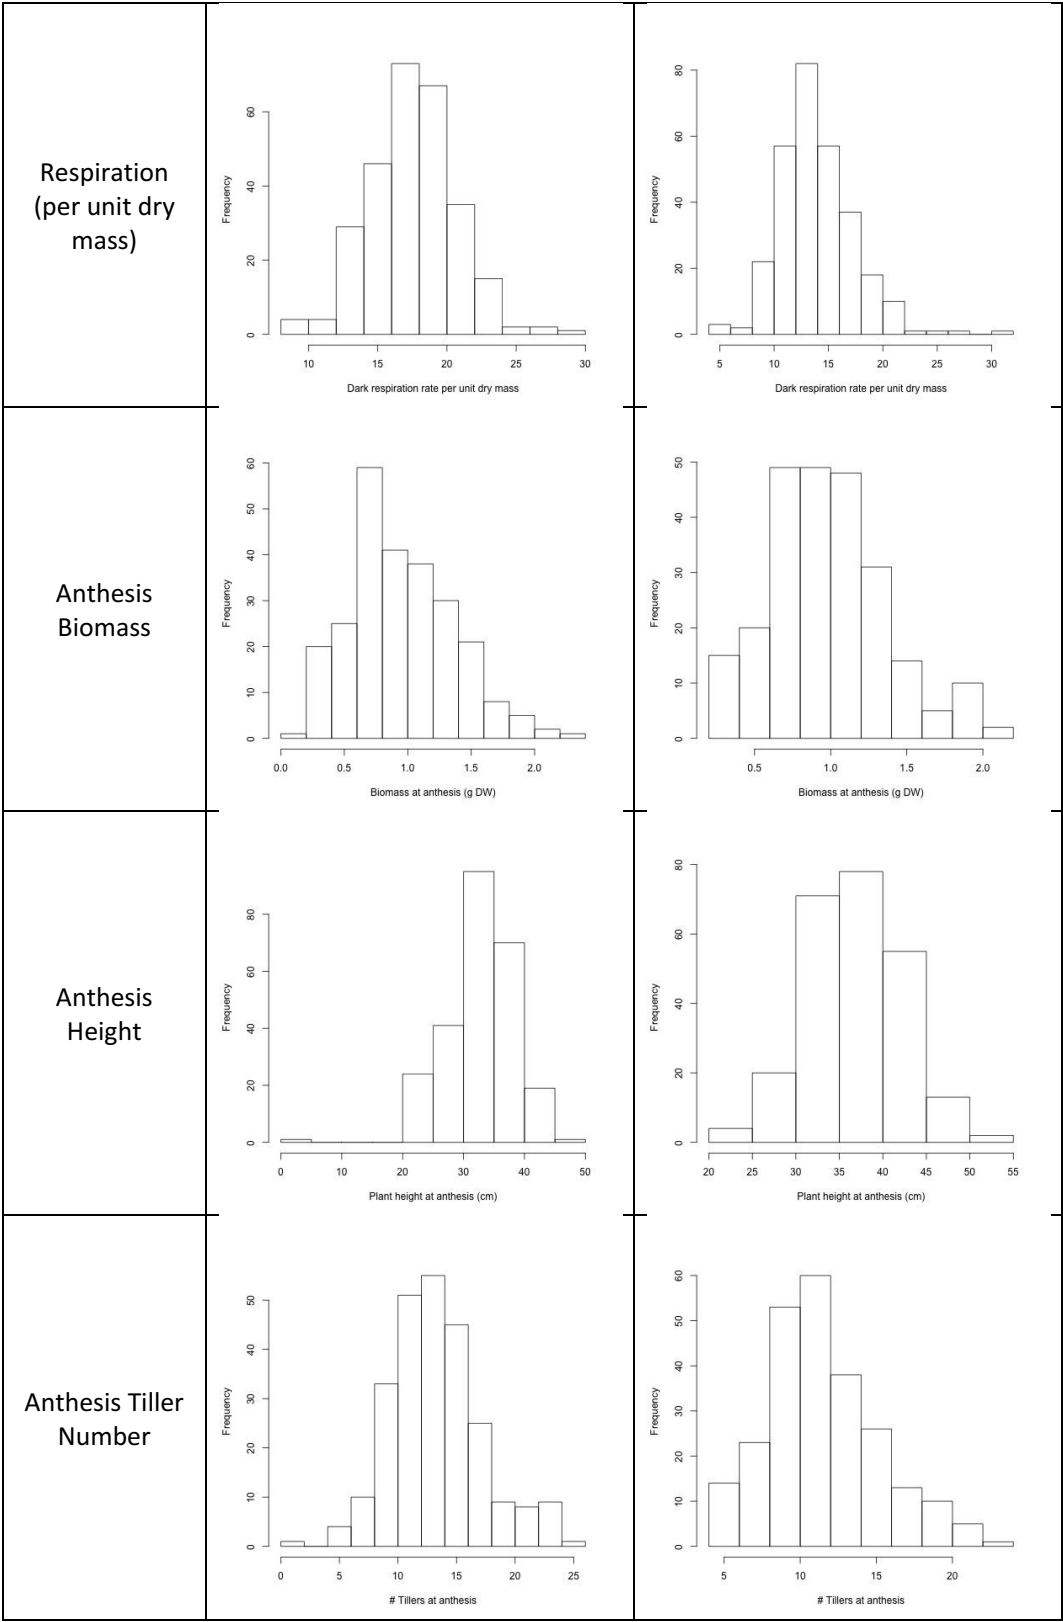 Respiration
(per unit dry
mass)
Frequency
0 20 40 60
10 15 20 25 30
Dark respiration rate per unit dry mass
Frequency
0 20 40 60 80
5 10 15 20 25 30
Dark respiration rate per unit dry mass
Anthesis
Biomass
Frequency
0 10 20 30 40 50 60
0.0 0.5 1.0 1.5 2.0
Biomass at anthesis (g DW)
Frequency
0 10 20 30 40 50
0.5 1.0 1.5 2.0
Biomass at anthesis (g DW)
Anthesis
Height
Frequency
0 20 40 60 80
0 10 20 30 40 50
Plant height at anthesis (cm)
Frequency
0 20 40 60 80
20 25 30 35 40 45 50 55
Plant height at anthesis (cm)
Anthesis Tiller
Number
Frequency
0 10 20 30 40 50
0 5 10 15 20 25
# Tillers at anthesis
Frequency
0 10 20 30 40 50 60
5 10 15 20
# Tillers at anthesis